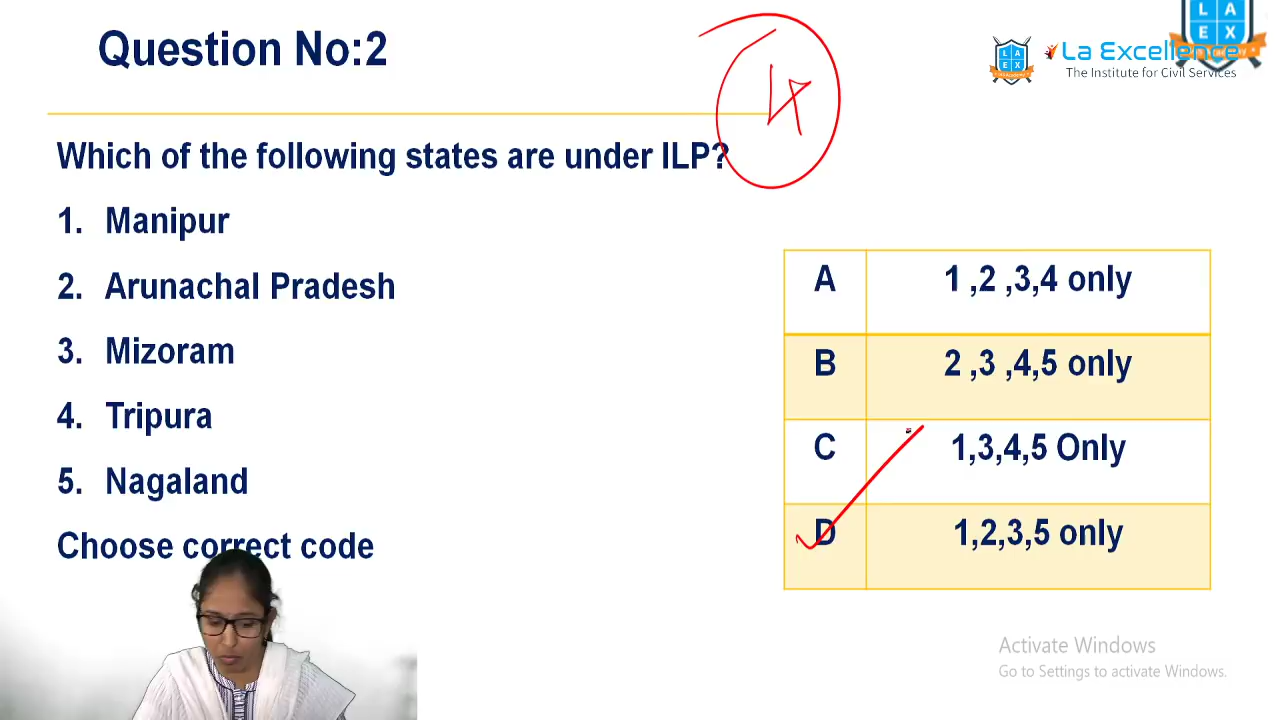 Question No:2
4
L A
E X
La Excellence
The Institute for Civil Services
Which of the following states are under ILP?
1. Manipur
2. Arunachal Pradesh
3. Mizoram
4. Tripura
5. Nagaland
Choose correct code
A 1 ,2 ,3,4 only
B 2 ,3 ,4,5 only
C 1,3,4,5 Only
D 1,2,3,5 only
Activate Windows
Go to Settings to activate Windows.